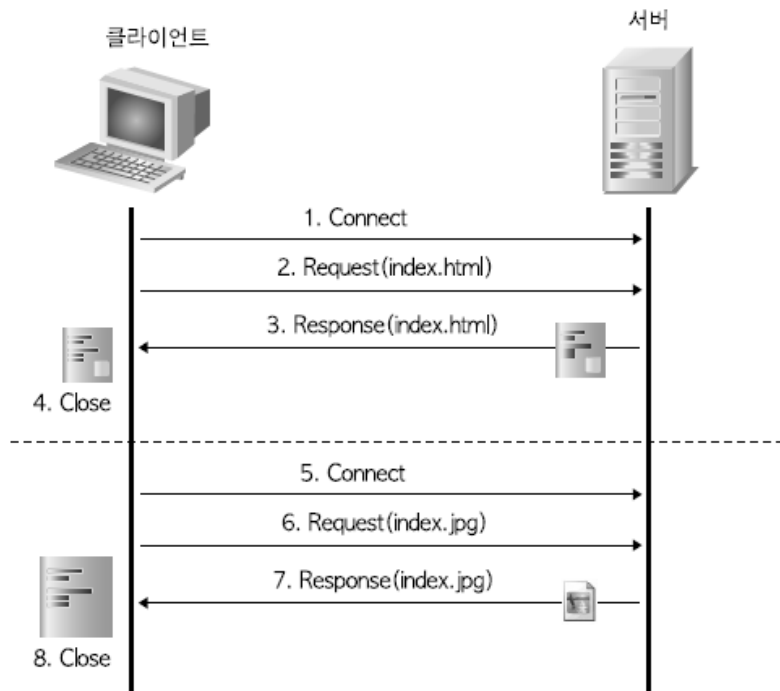 클라이언트
서버
1. Connect
2. Request(index.html)
3. Response(index.html)
4. Close
5. Connect
6. Request(index.jpg)
7. Response(index.jpg)
8. Close